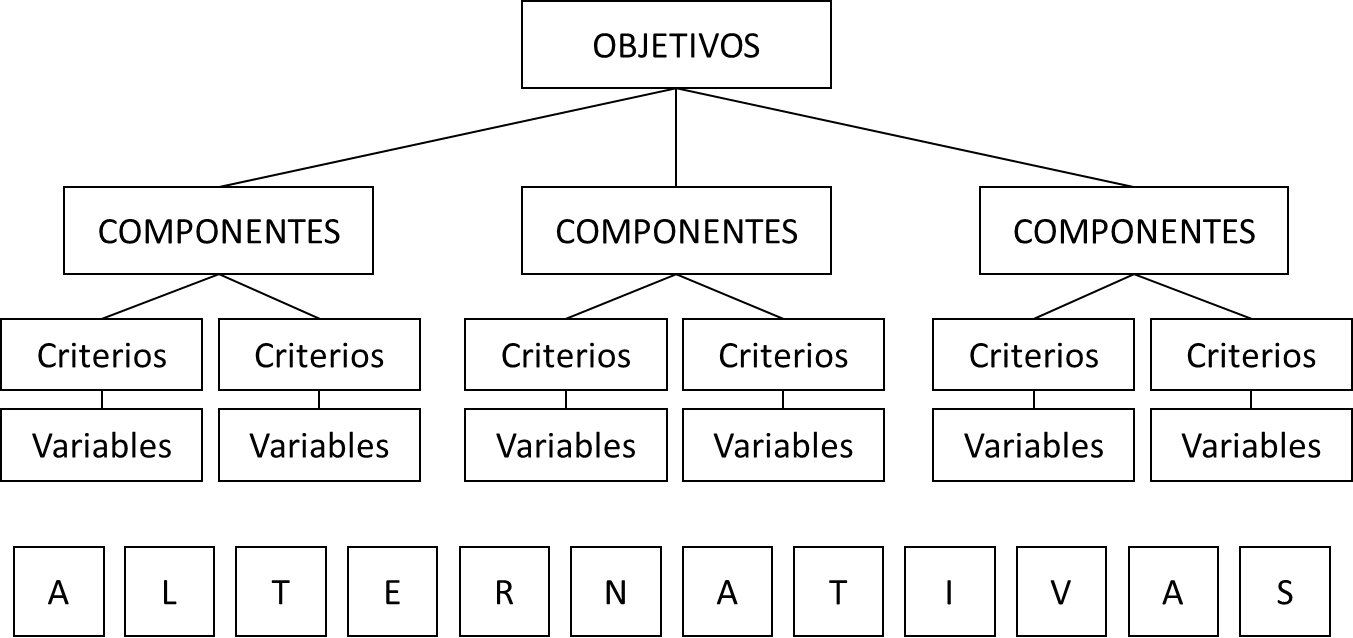 OBJETIVOS
COMPONENTES COMPONENTES COMPONENTES
Criterios Criterios Criterios Criterios Criterios Criterios
Variables Variables Variables Variables Variables Variables
A L T E R N A T I V A S